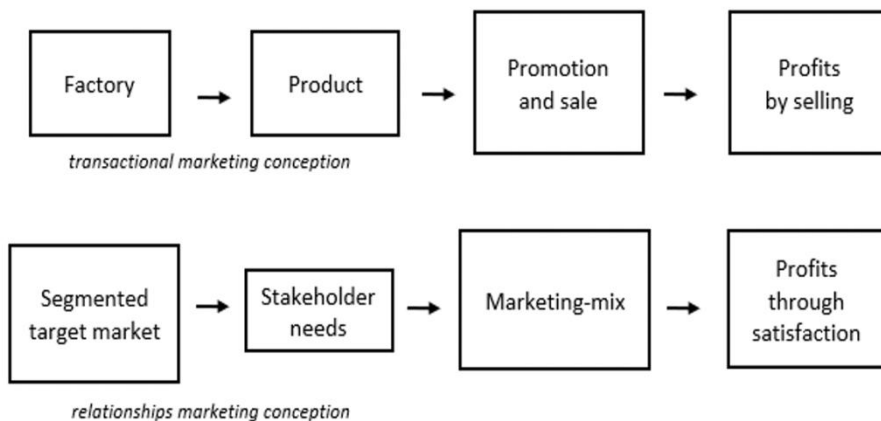 Factory
Product
Promotion
and sale
Profits
by selling
transactional marketing conception
Segmented
target market
Stakeholder
needs
Marketing-mix
Profits
through
satisfaction
relationships marketing conception